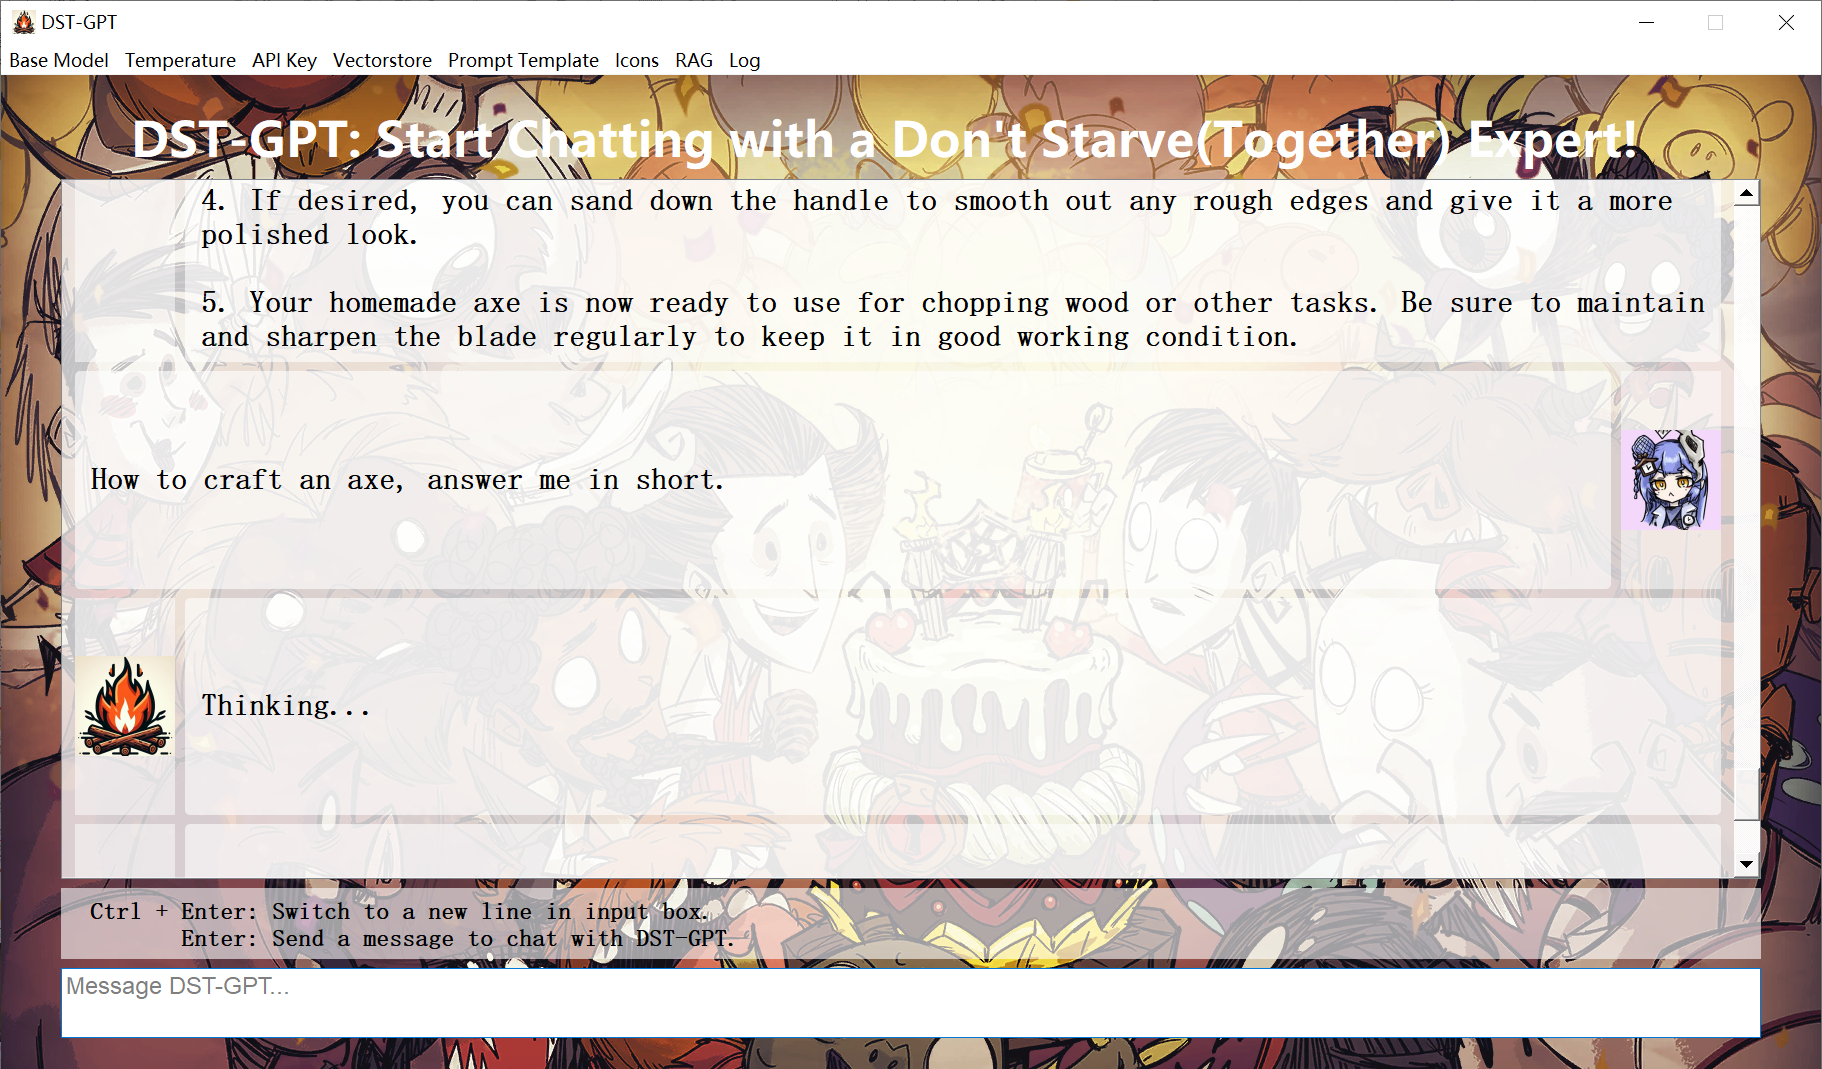 DST-GPT
Base Model Temperature API Key Vectorstore Prompt Template Icons RAG Log
DST-GPT: Start Chatting with a Don't Starve(Together) Expert!
4. If desired, you can sand down the handle to smooth out any rough edges and give it a more
polished look.
5. Your homemade axe is now ready to use for chopping wood or other tasks. Be sure to maintain
and sharpen the blade regularly to keep it in good working condition.
How to craft an axe, answer me in short.
Thinking...
Ctrl + Enter: Switch to a new line in input box.
Enter: Send a message to chat with DST-GPT.
Message DST-GPT...